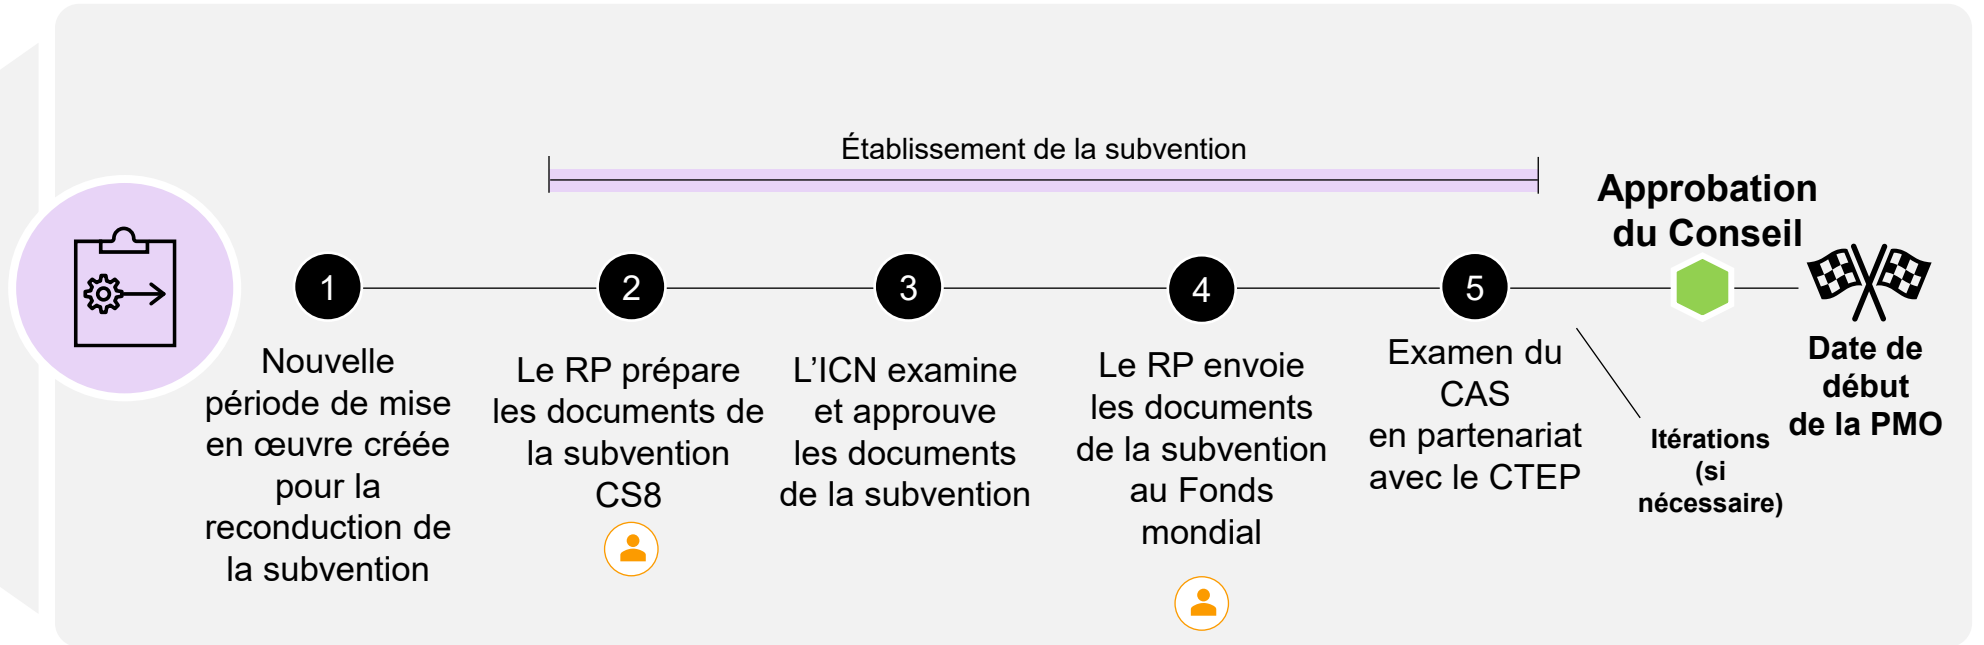 Établissement de la subvention
1
Nouvelle
période de mise
en œuvre créée
pour la
reconduction de
la subvention
2
Le RP prépare
les documents de
la subvention
CS8
3
L’ICN examine
et approuve
les documents
de la subvention
4
Le RP envoie
les documents
de la subvention
au Fonds
mondial
5
Examen du
CAS
en partenariat
avec le CTEP
Itérations
(si
nécessaire)
Approbation
du Conseil
Date de
début
de la PMO